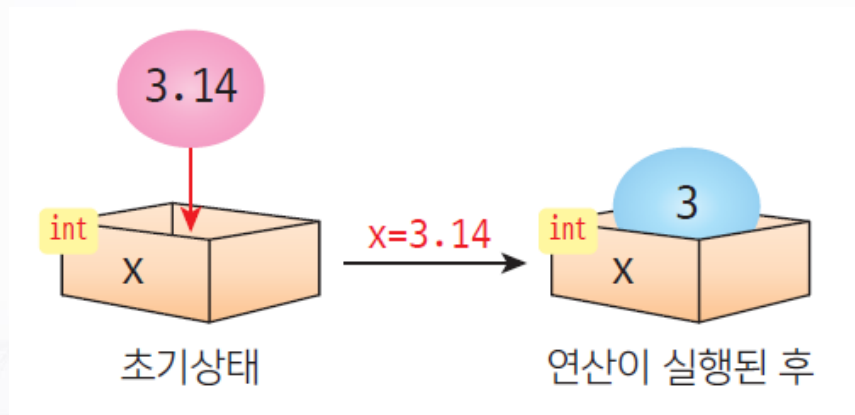 3.14
int
x
초기상태
x=3.14
3
int
x
연산이 실행된 후